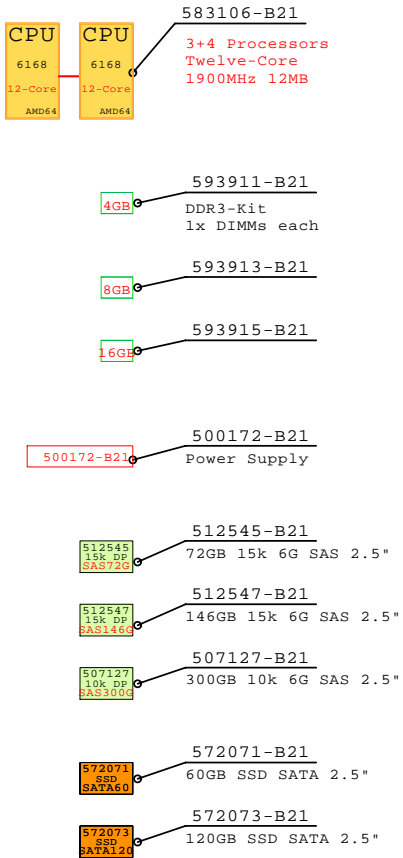 583106-B21
CPU
6168
12-Core
AMD64
CPU
6168
12-Core
AMD64
3+4 Processors
Twelve-Core
1900MHz 12MB
593911-B21
4GB
DDR3-Kit
1x DIMMs each
593913-B21
8GB
593915-B21
16GB
500172-B21
500172-B21
Power Supply
512545-B21
512545
15k DP
SAS72G
72GB 15k 6G SAS 2.5"
512547-B21
512547
15k DP
SAS146G
146GB 15k 6G SAS 2.5"
507127-B21
507127
10k DP
SAS300G
300GB 10k 6G SAS 2.5"
572071-B21
572071
SSD
SATA60
60GB SSD SATA 2.5"
572073-B21
572073
SSD
SATA120
120GB SSD SATA 2.5"